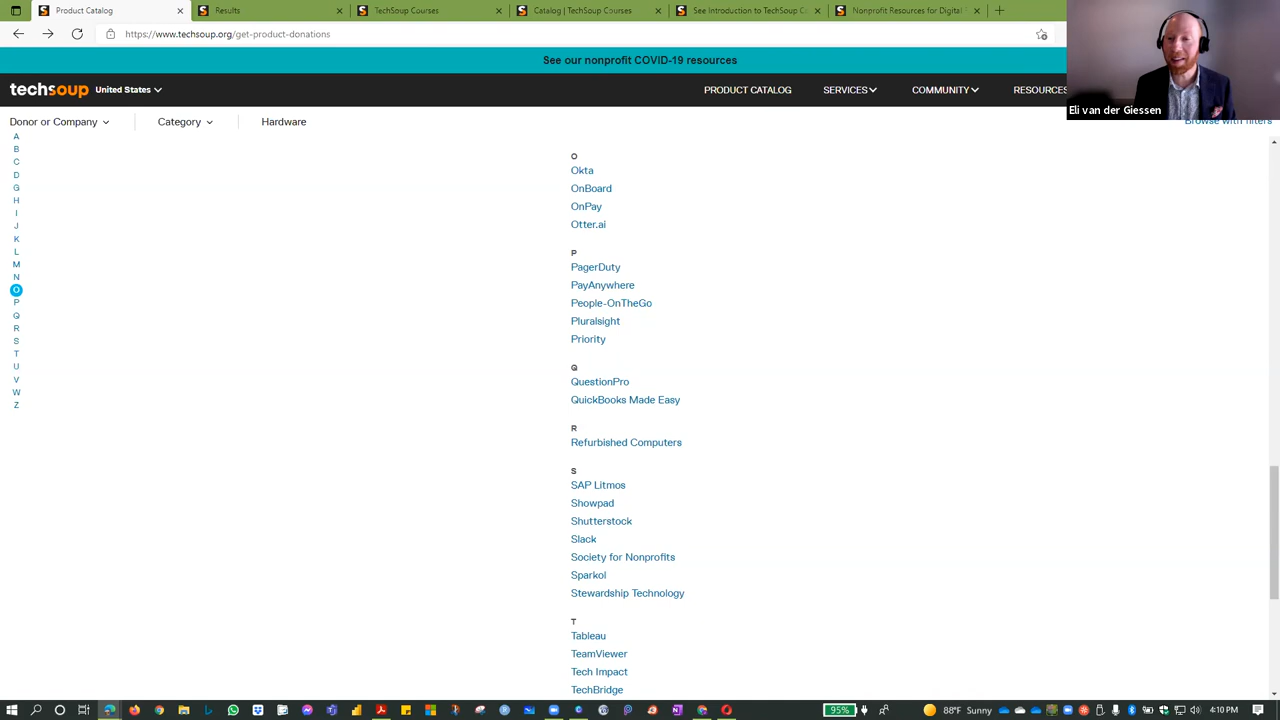 Product Catalog
Results
TechSoup Courses
Catalog | TechSoup Courses
See Introduction to TechSoup Co
Nonprofit Resources for Digital
https://www.techsoup.org/get-product-donations
See our nonprofit COVID-19 resources
techsoup United States PRODUCT CATALOG SERVICES COMMUNITY RESOURCES
Eli van der Giessen
Donor or Company Category Hardware Browse with filters
A
B
C
D
G
H
I
J
K
L
M
N
O
P
Q
R
S
T
U
V
W
Z
O
Okta
OnBoard
OnPay
Otter.ai
P
PagerDuty
PayAnywhere
People-OnTheGo
Pluralsight
Priority
Q
QuestionPro
QuickBooks Made Easy
R
Refurbished Computers
S
SAP Litmos
Showpad
Shutterstock
Slack
Society for Nonprofits
Sparkol
Stewardship Technology
T
Tableau
TeamViewer
Tech Impact
TechBridge
95% 88°F Sunny 4:10 PM